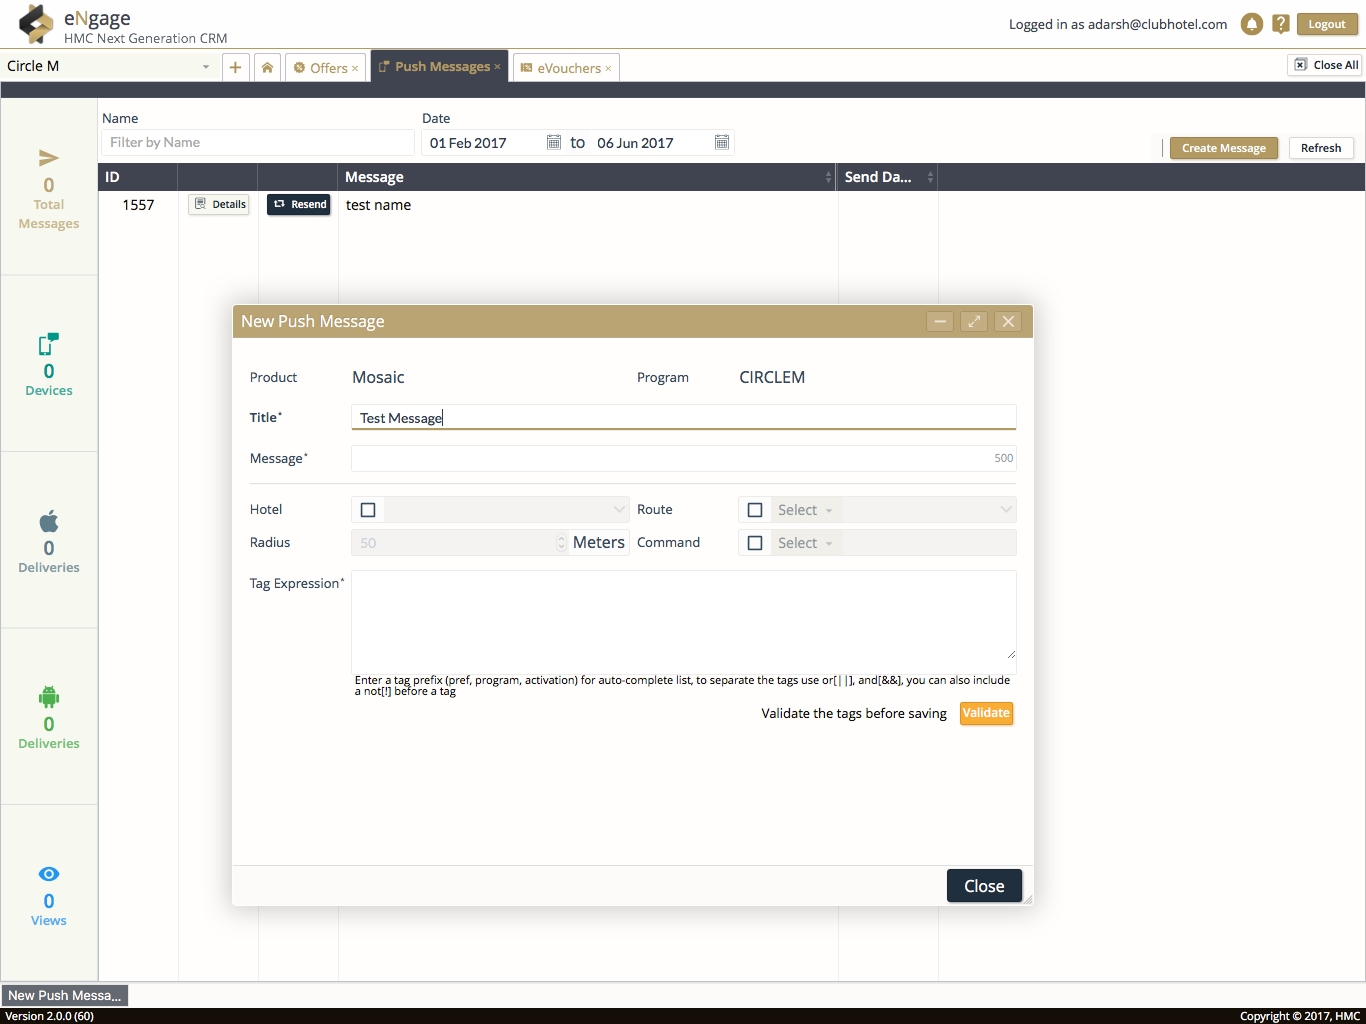 eNgage
HMC Next Generation CRM
Logged in as adarsh@clubhotel.com
?
Logout
Circle M
+
Offers ×
Push Messages ×
eVouchers ×
Close All
Name
Date
Filter by Name
01 Feb 2017
to
06 Jun 2017
Create Message
Refresh
ID
Message
Send Da...
1557
Details
Resend
test name
0
Total
Messages
0
Devices
0
Deliveries
0
Deliveries
0
Views
New Push Message
Product
Mosaic
Program
CIRCLEM
Title*
Test Message
Message*
500
Hotel
Route
Select
Radius
50
Meters
Command
Select
Tag Expression*
Enter a tag prefix (pref, program, activation) for auto-complete list, to separate the tags use or[||], and[&&], you can also include
a not[!] before a tag
Validate the tags before saving
Validate
Close
New Push Messa...
Version 2.0.0 (60)
Copyright © 2017, HMC